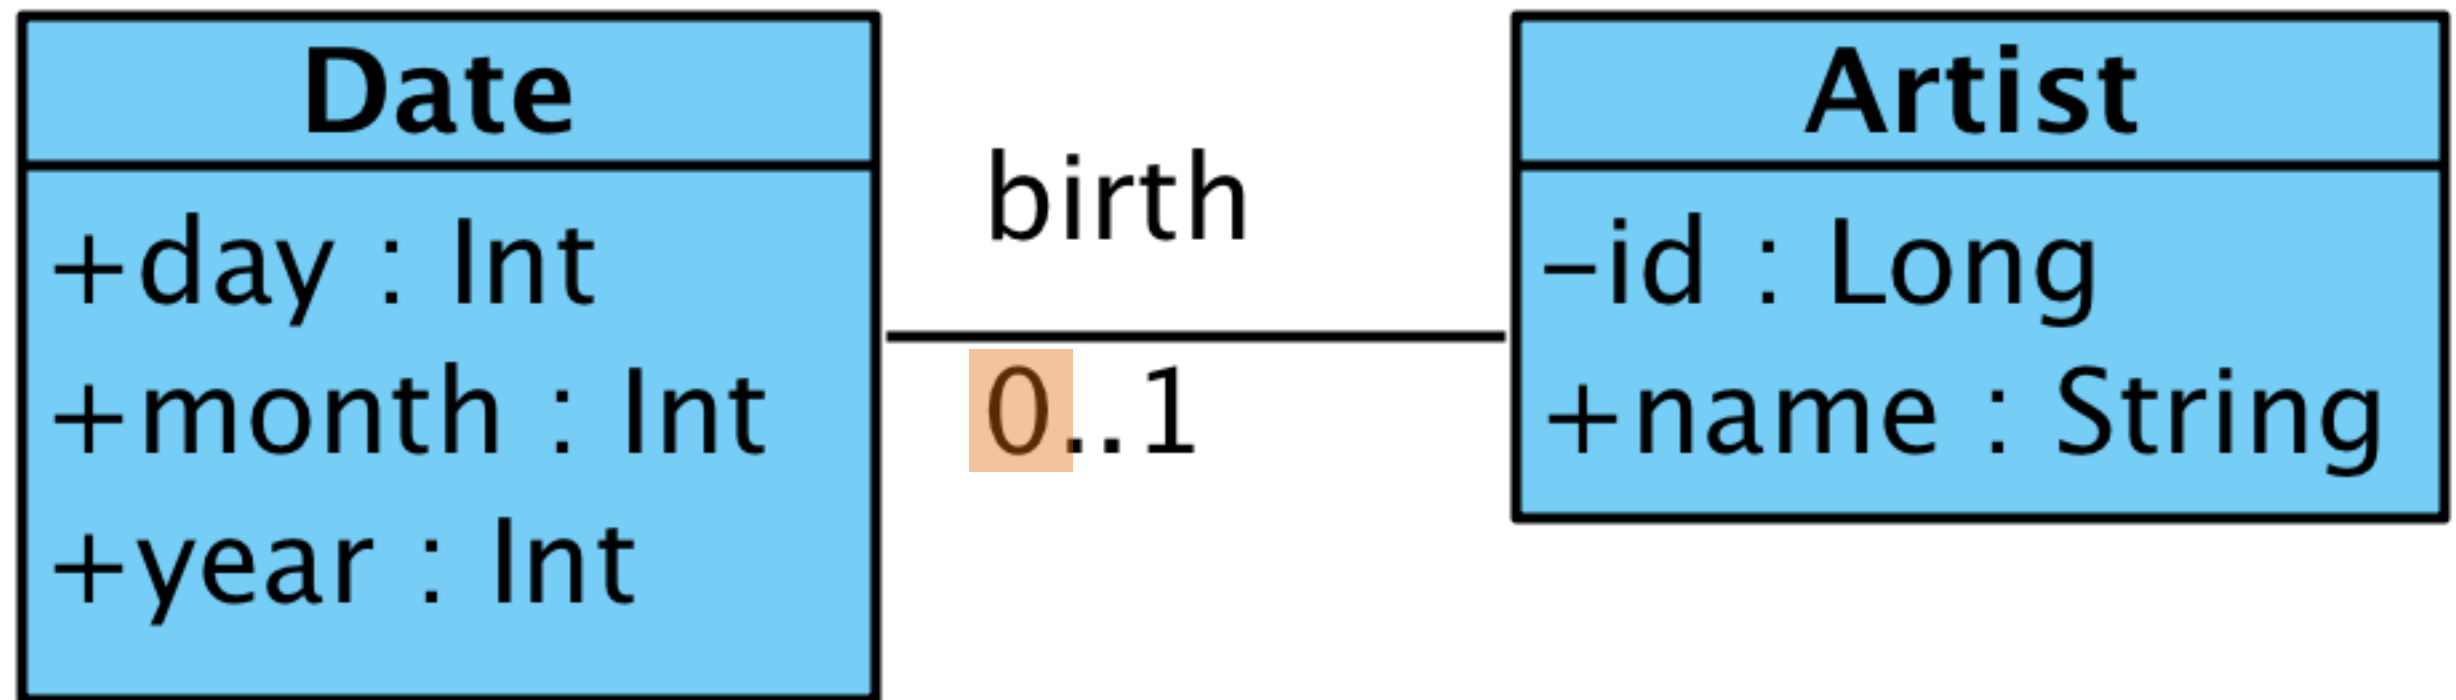 Date
+day : Int
+month : Int
+year : Int
birth
0..1
Artist
-id : Long
+name : String